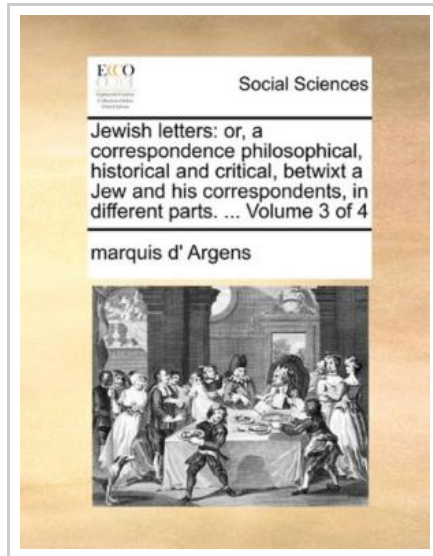 ECCO
Social Sciences
Jewish letters: or, a
correspondence philosophical,
historical and critical, betwixt a
Jew and his correspondents, in
different parts. ... Volume 3 of 4
marquis d' Argens